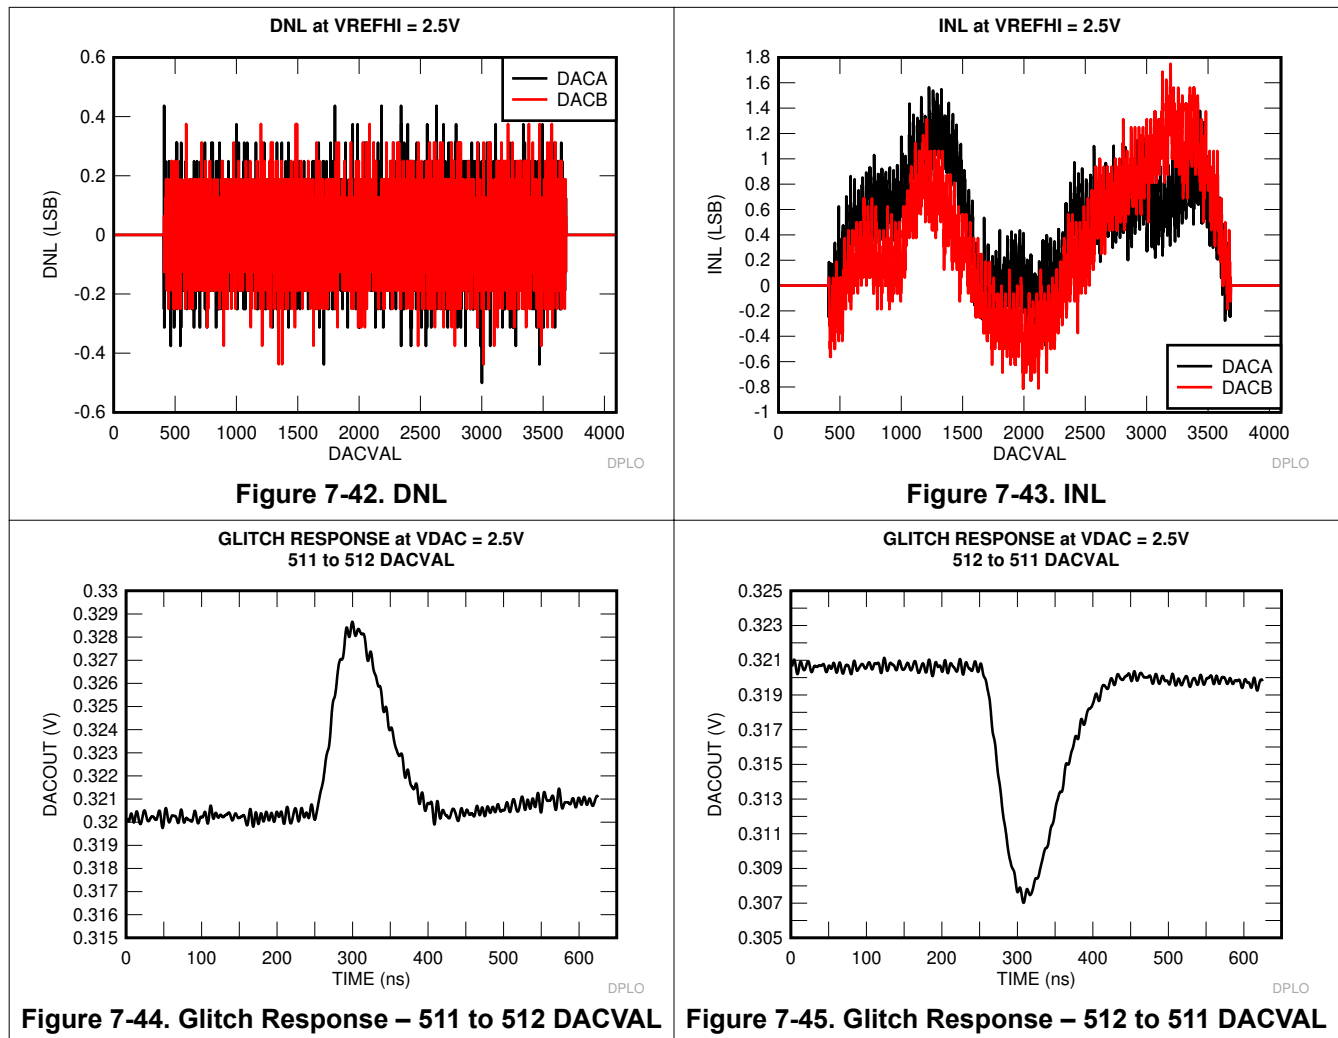 DNL at VREFHI = 2.5V
0.6
0.4
0.2
0
-0.2
-0.4
-0.6
DNL (LSB)
DACA
DACB
0 500 1000 1500 2000 2500 3000 3500 4000
DACVAL
DPLO
Figure 7-42. DNL
INL at VREFHI = 2.5V
1.8
1.6
1.4
1.2
1
0.8
0.6
0.4
0.2
0
-0.2
-0.4
-0.6
-0.8
-1
INL (LSB)
DACA
DACB
0 500 1000 1500 2000 2500 3000 3500 4000
DACVAL
DPLO
Figure 7-43. INL
GLITCH RESPONSE at VDAC = 2.5V
511 to 512 DACVAL
0.33
0.329
0.328
0.327
0.326
0.325
0.324
0.323
0.322
0.321
0.32
0.319
0.318
0.317
0.316
0.315
DACOUT (V)
0 100 200 300 400 500 600
TIME (ns)
DPLO
Figure 7-44. Glitch Response – 511 to 512 DACVAL
GLITCH RESPONSE at VDAC = 2.5V
512 to 511 DACVAL
0.325
0.323
0.321
0.319
0.317
0.315
0.313
0.311
0.309
0.307
0.305
DACOUT (V)
0 100 200 300 400 500 600
TIME (ns)
DPLO
Figure 7-45. Glitch Response – 512 to 511 DACVAL